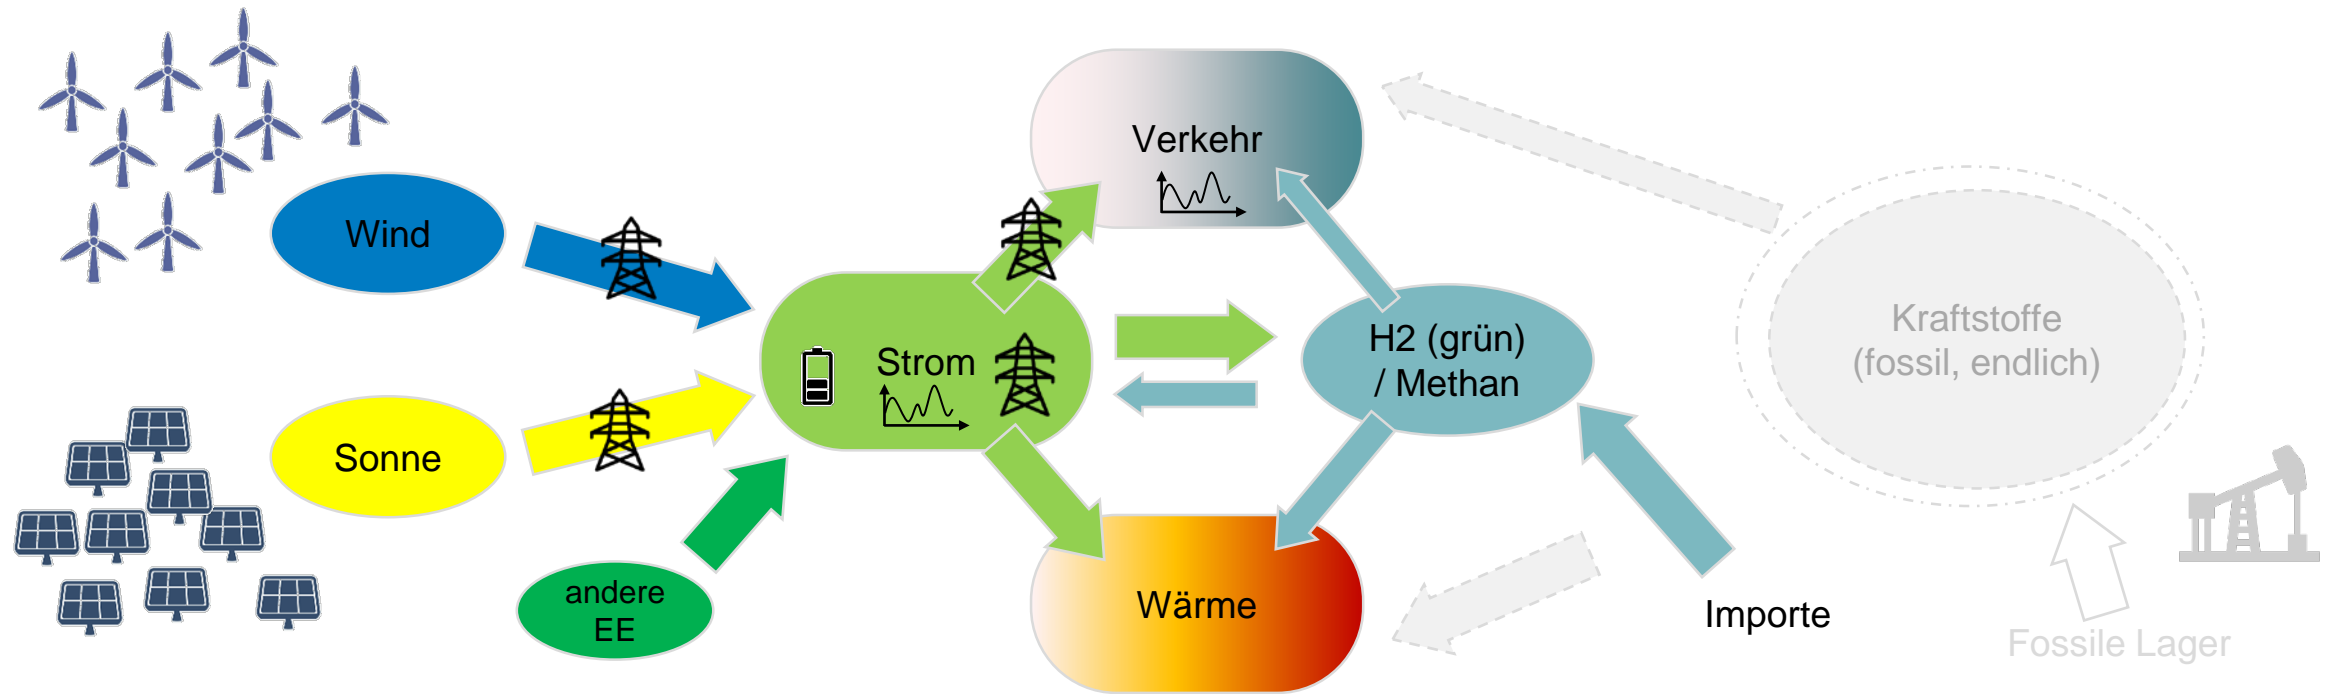 Verkehr
Wind
Strom
H2 (grün)
/ Methan
Kraftstoffe
(fossil, endlich)
Sonne
andere
EE
Wärme
Importe
Fossile Lager